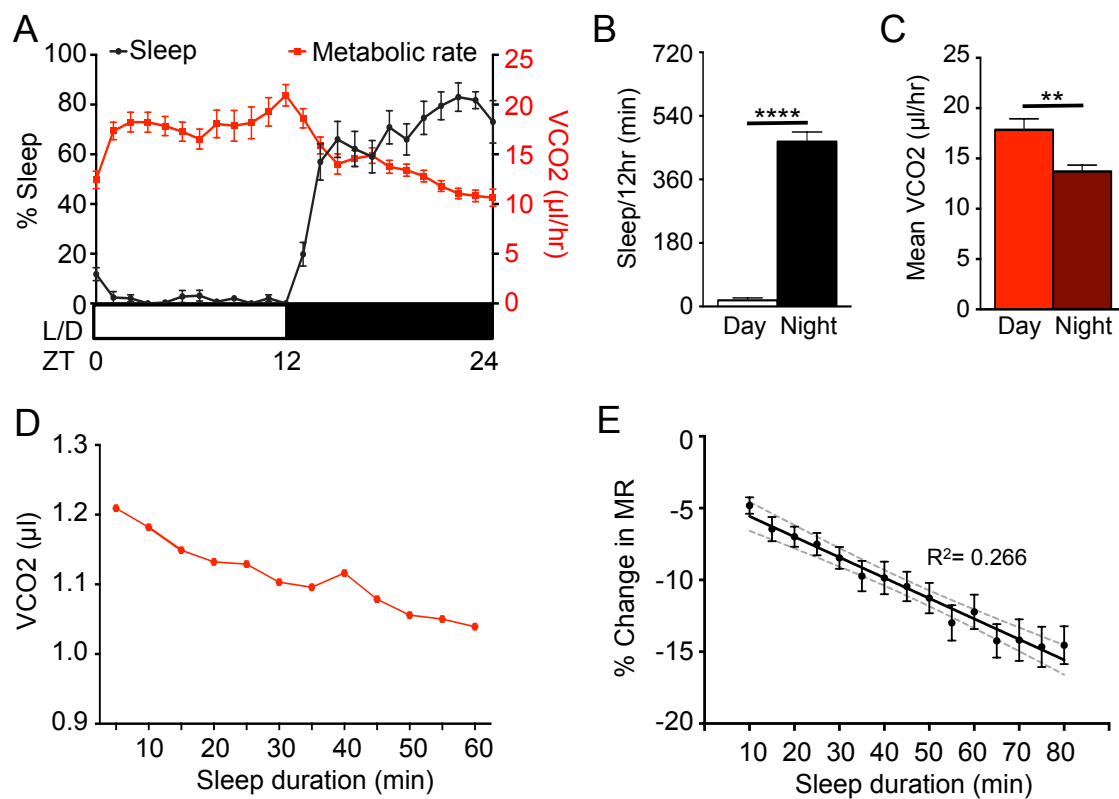 A
Sleep
Metabolic rate
100
80
60
40
20
0
% Sleep
25
20
15
10
5
0
VCO2 (µl/hr)
L/D
ZT 0 12 24
B
720
540
360
180
0
Sleep/12hr (min)
****
Day Night
C
25
20
15
10
5
0
Mean VCO2 (µl/hr)
**
Day Night
D
1.3
1.2
1.1
1.0
0.9
VCO2 (µl)
10 20 30 40 50 60
Sleep duration (min)
E
0
-5
-10
-15
-20
% Change in MR
R²= 0.266
10 20 30 40 50 60 70 80
Sleep duration (min)